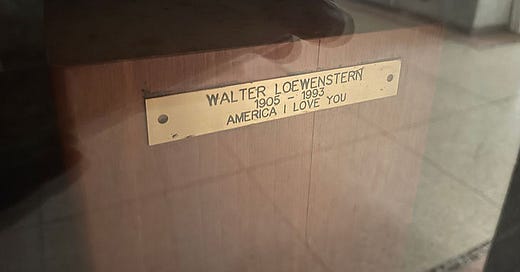 WALTER LOEWENSTERN
1905 - 1993
AMERICA I LOVE YOU